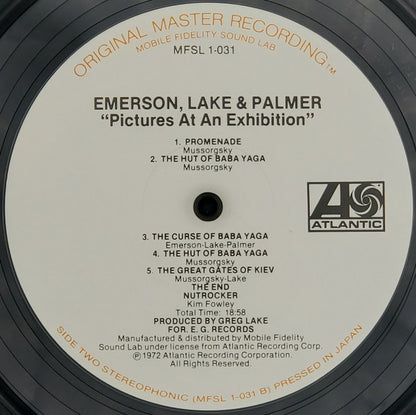 ORIGINAL MASTER RECORDING™
MOBILE FIDELITY SOUND LAB
MFSL 1-031
EMERSON, LAKE & PALMER
"Pictures At An Exhibition"
1. PROMENADE
Mussorgsky
2. THE HUT OF BABA YAGA
Mussorgsky
ATLANTIC
3. THE CURSE OF BABA YAGA
Emerson-Lake-Palmer
4. THE HUT OF BABA YAGA
Mussorgsky
5. THE GREAT GATES OF KIEV
Mussorgsky-Lake
THE END
NUTROCKER
Kim Fowley
Total Time: 18:58
PRODUCED BY GREG LAKE
FOR. E. G. RECORDS
Manufactured & distributed by Mobile Fidelity
Sound Lab under license from Atlantic Recording Corp.
℗ 1972 Atlantic Recording Corporation.
All Rights Reserved.
SIDE TWO STEREOPHONIC (MFSL 1-031 B) PRESSED IN JAPAN